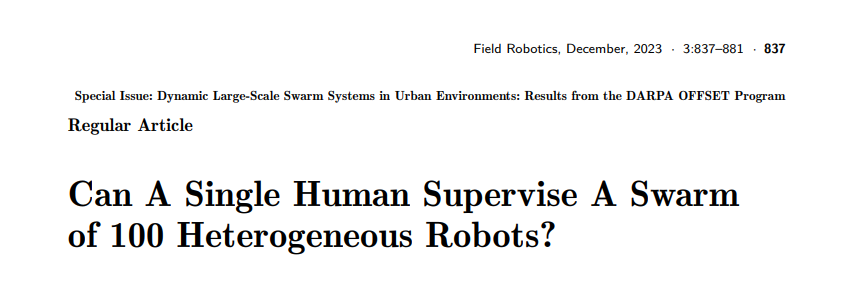 Field Robotics, December, 2023 · 3:837–881 · 837
Special Issue: Dynamic Large-Scale Swarm Systems in Urban Environments: Results from the DARPA OFFSET Program
Regular Article
Can A Single Human Supervise A Swarm
of 100 Heterogeneous Robots?